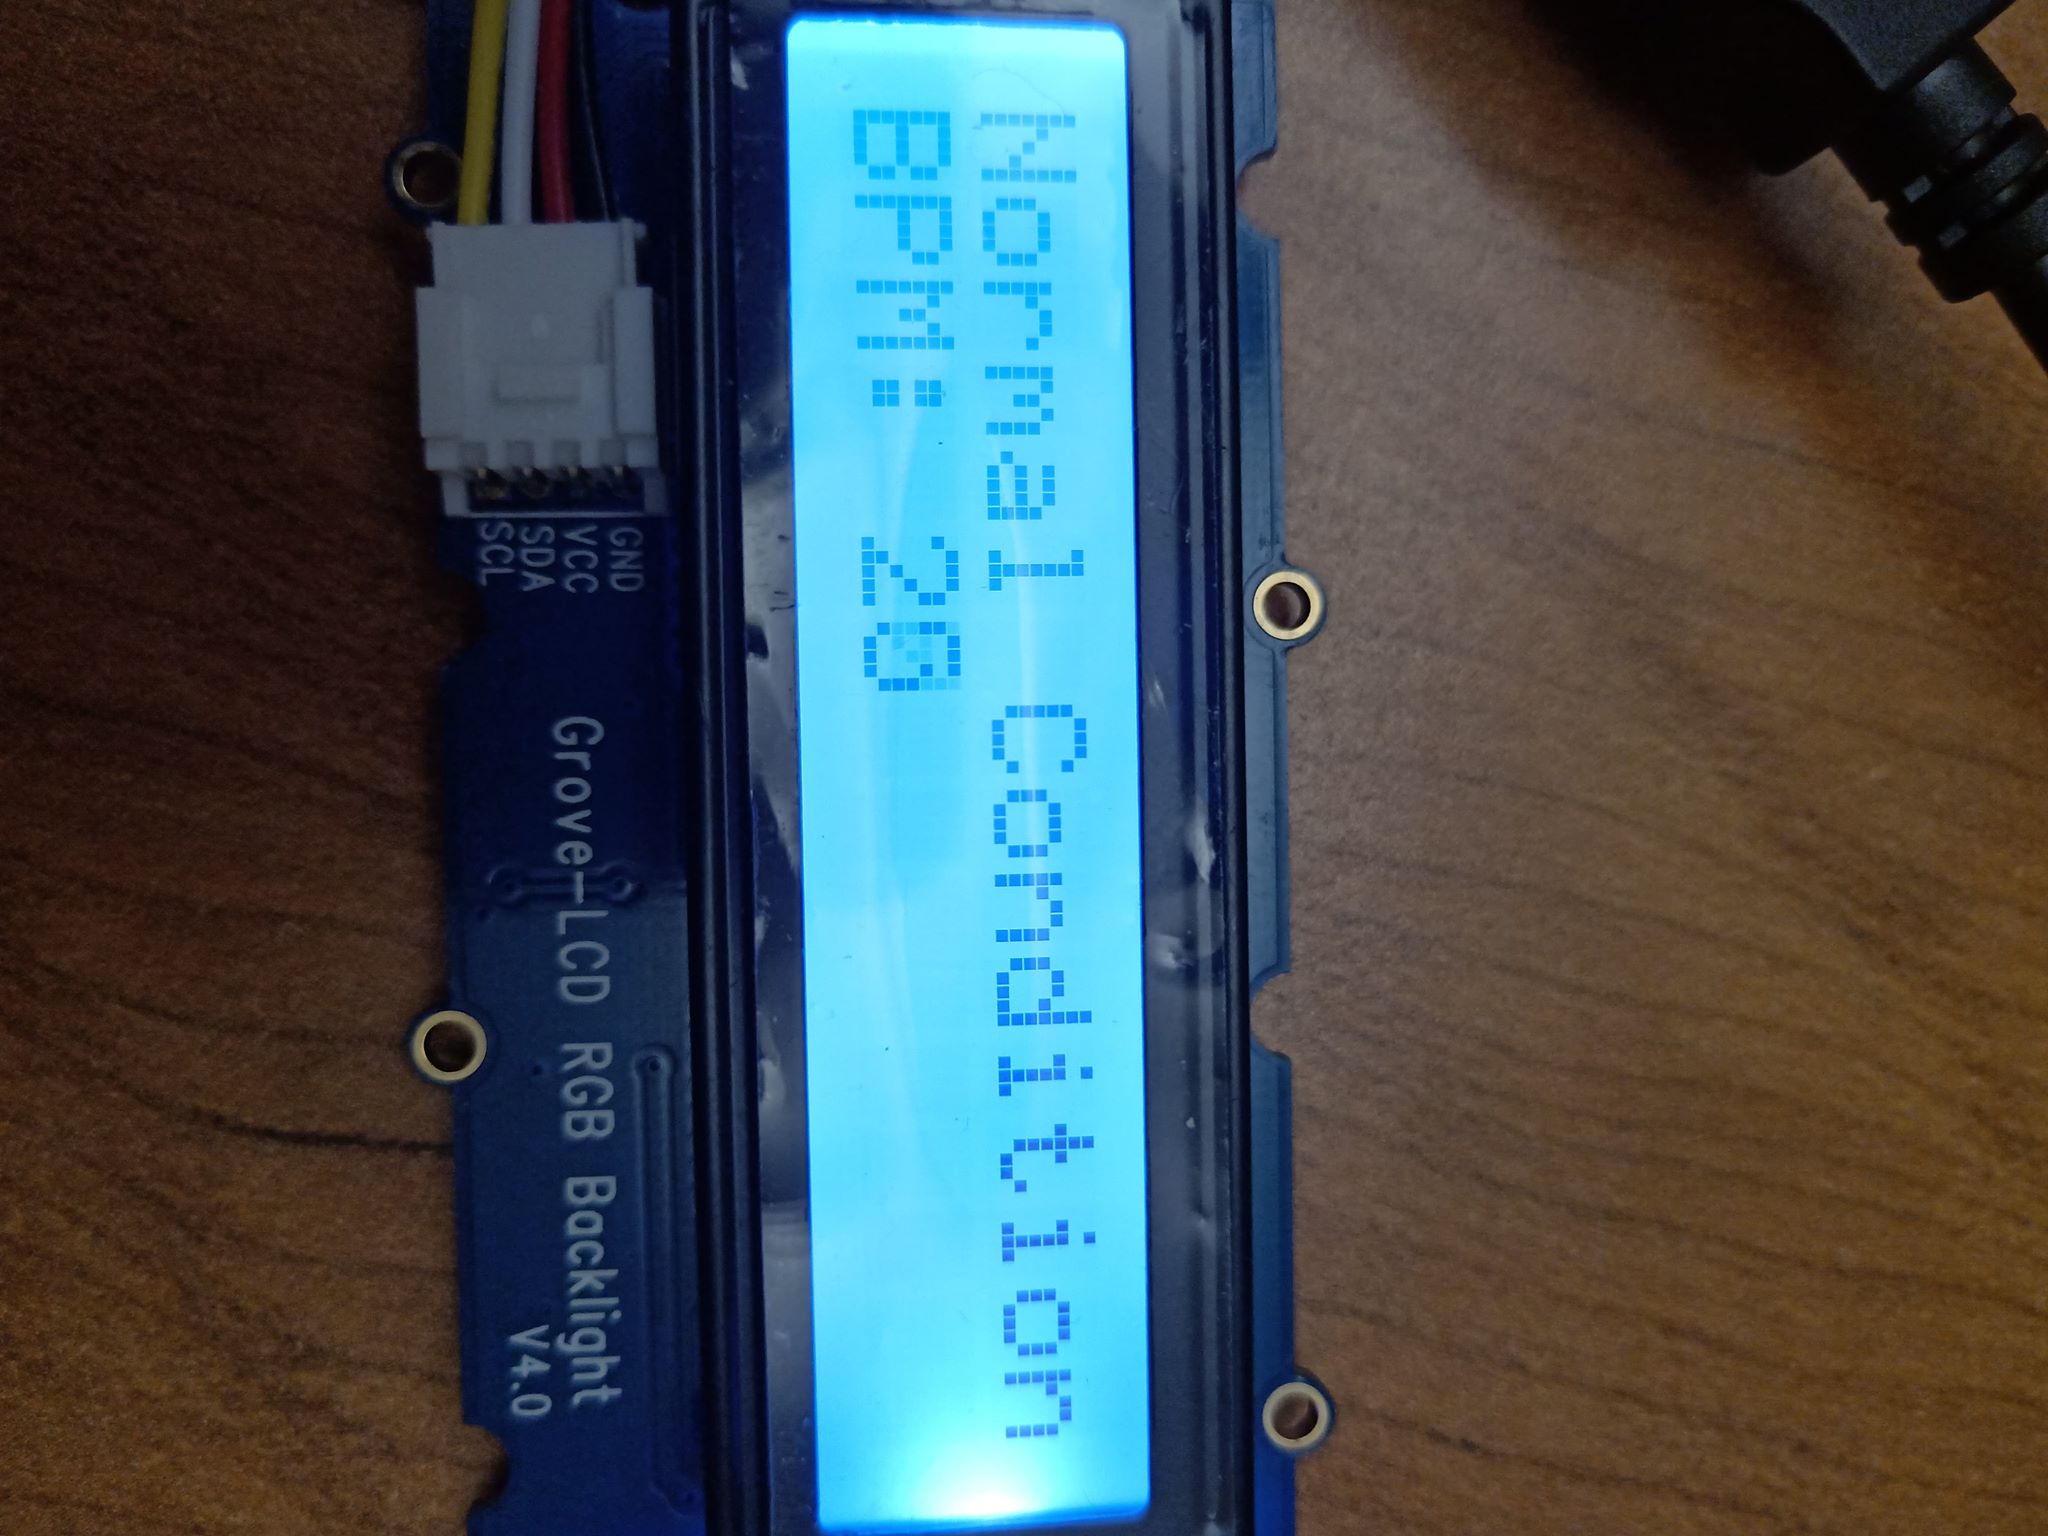 Normal Condition
BPM: 20
GND
VCC
SDA
SCL
Grove-LCD RGB Backlight
V4.0